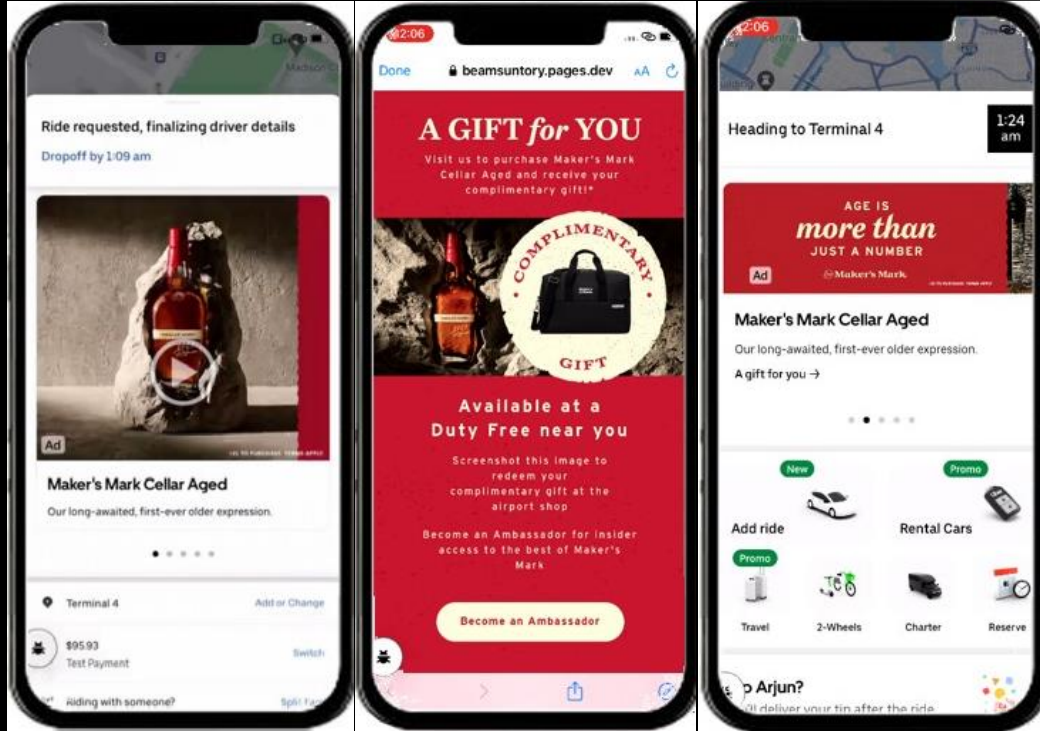 Ride requested, finalizing driver details
Dropoff by 1:09 am
Ad
Maker's Mark Cellar Aged
Our long-awaited, first-ever older expression.
Terminal 4
Add or Change
$95.93
Test Payment
Switch
Riding with someone?
Split
2:06
Done
beamsuntory.pages.dev
AA
A GIFT for YOU
Visit us to purchase Maker's Mark
Cellar Aged and receive your
complimentary gift!*
COMPLIMENTARY
GIFT
Available at a
Duty Free near you
Screenshot this image to
redeem your
complimentary gift at the
airport shop
Become an Ambassador for insider
access to the best of Maker's
Mark
Become an Ambassador
2:06
Heading to Terminal 4
1:24
am
AGE IS
more than
JUST A NUMBER
Maker's Mark
Ad
Maker's Mark Cellar Aged
Our long-awaited, first-ever older expression.
A gift for you →
New
Promo
Add ride
Rental Cars
Promo
Travel
2-Wheels
Charter
Reserve
Arjun?
deliver your tip after the ride